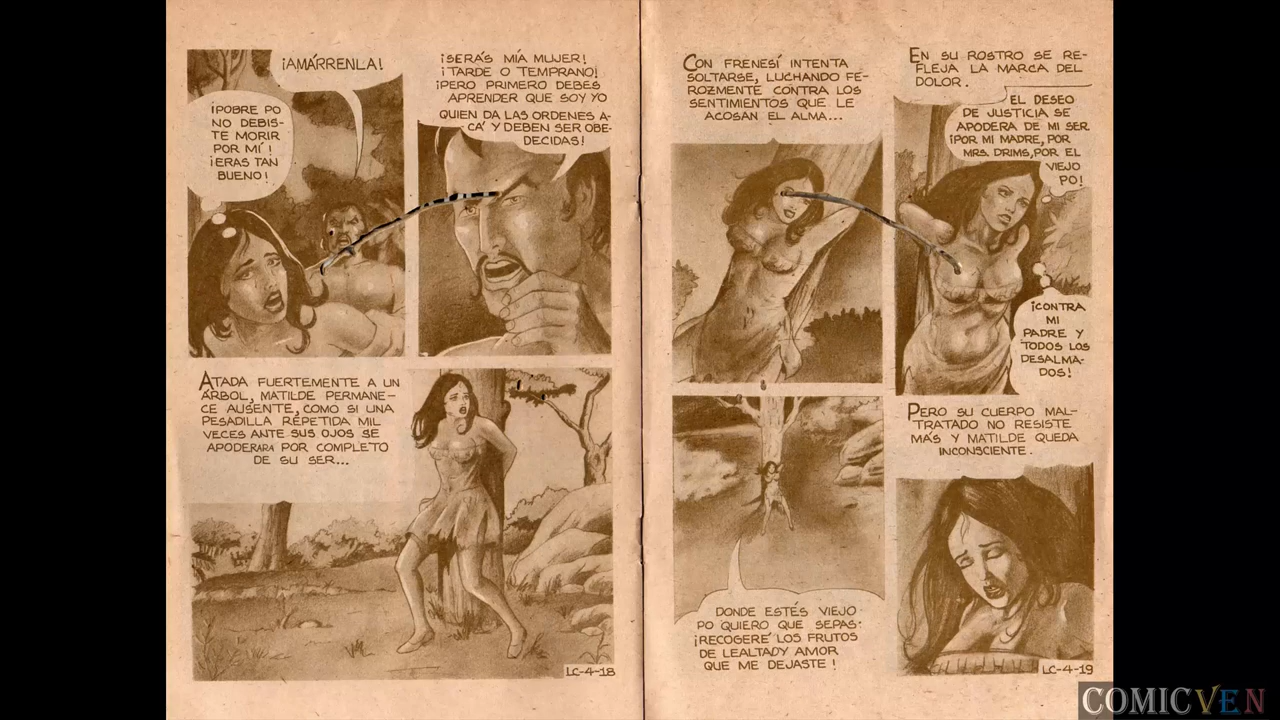 ¡AMÁRRENLA!
¡POBRE PO
NO DEBIS-
TE MORIR
POR MÍ!
¡ERAS TAN
BUENO!
¡SERÁS MÍA MUJER!
¡TARDE O TEMPRANO!
¡PERO PRIMERO DEBES
APRENDER QUE SOY YO
QUIEN DA LAS ORDENES A-
CÁ Y DEBEN SER OBE-
DECIDAS!
ATADA FUERTEMENTE A UN
ÁRBOL, MATILDE PERMANE-
CE AUSENTE, COMO SI UNA
PESADILLA REPETIDA MIL
VECES ANTE SUS OJOS SE
APODERARA POR COMPLETO
DE SU SER...
LC-4-18
CON FRENESÍ INTENTA
SOLTARSE, LUCHANDO FE-
ROZMENTE CONTRA LOS
SENTIMIENTOS QUE LE
ACOSAN EL ALMA...
EN SU ROSTRO SE RE-
FLEJA LA MARCA DEL
DOLOR.
EL DESEO
DE JUSTICIA SE
APODERA DE MI SER
¡POR MI MADRE, POR
MRS. DRIMS, POR EL
VIEJO
PO!
¡CONTRA
MI
PADRE Y
TODOS LOS
DESALMA-
DOS!
DONDE ESTÉS VIEJO
PO QUIERO QUE SEPAS:
¡RECOGERÉ LOS FRUTOS
DE LEALTADY AMOR
QUE ME DEJASTE!
PERO SU CUERPO MAL-
TRATADO NO RESISTE
MÁS Y MATILDE QUEDA
INCONSCIENTE.
LC-4-19
COMICVEN